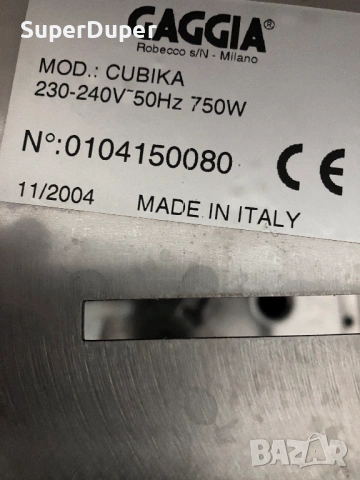 SuperDuper
GAGGIA®
Robecco s/N - Milano
MOD.: CUBIKA
230-240V~50Hz 750W
N°:0104150080 CE
11/2004 MADE IN ITALY
BAZAR